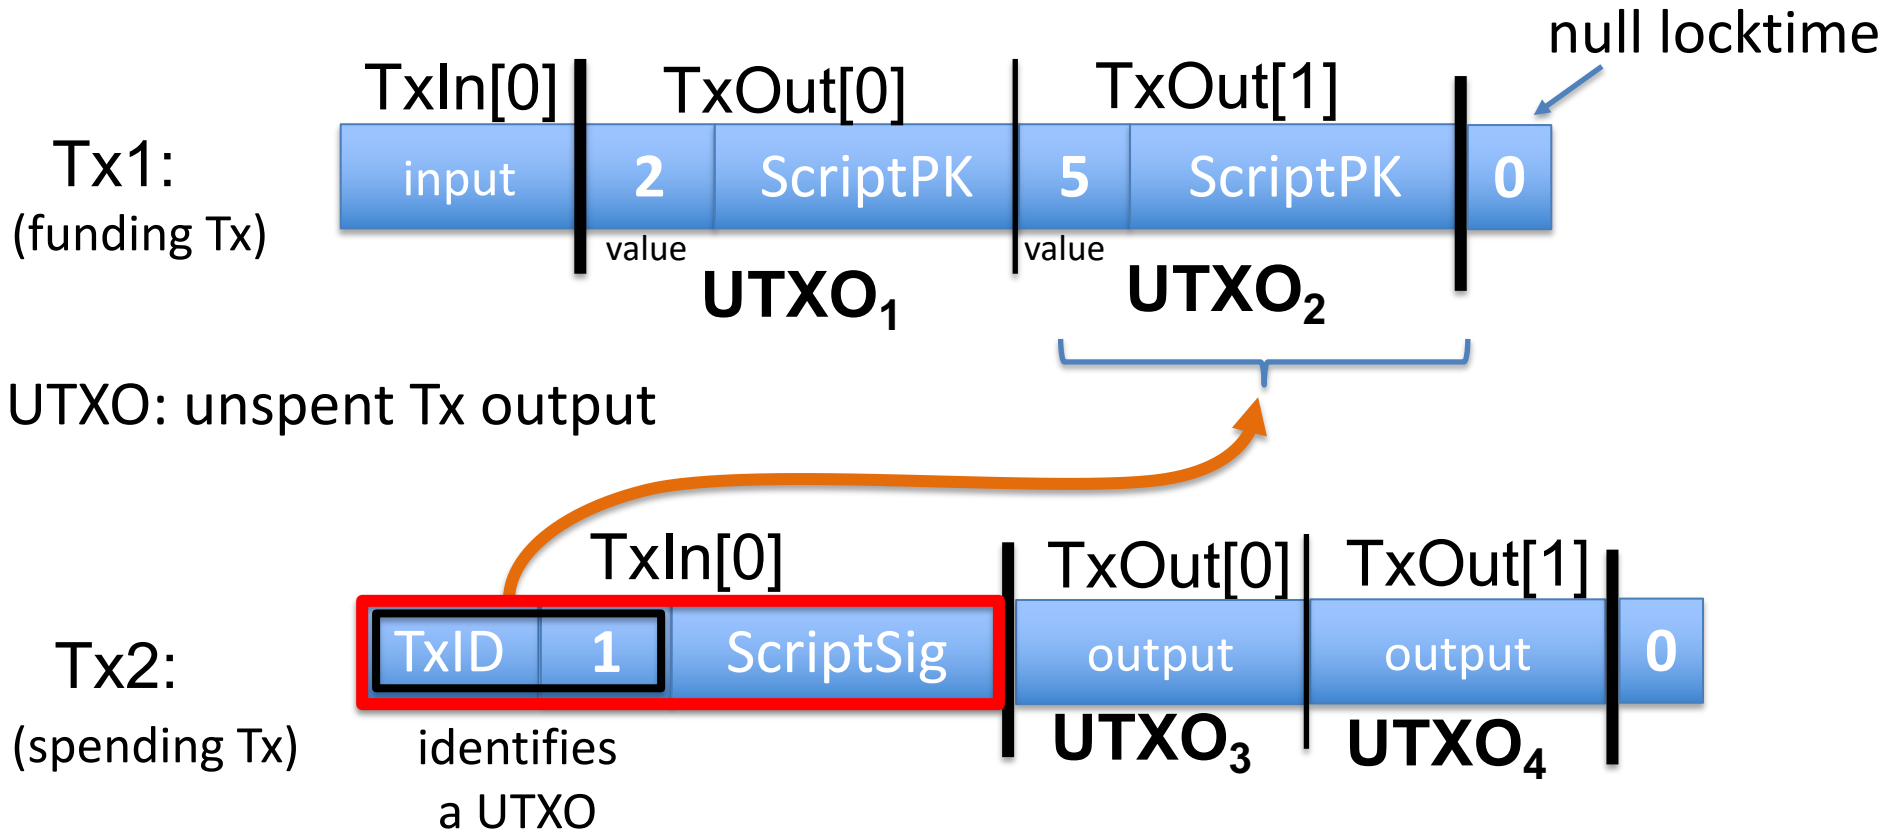 null locktime
TxIn[0] TxOut[0] TxOut[1]
Tx1: input 2 ScriptPK 5 ScriptPK 0
(funding Tx) value value
UTXO₁ UTXO₂
UTXO: unspent Tx output
TxIn[0] TxOut[0] TxOut[1]
Tx2: TxID 1 ScriptSig output output 0
(spending Tx) identifies UTXO₃ UTXO₄
a UTXO